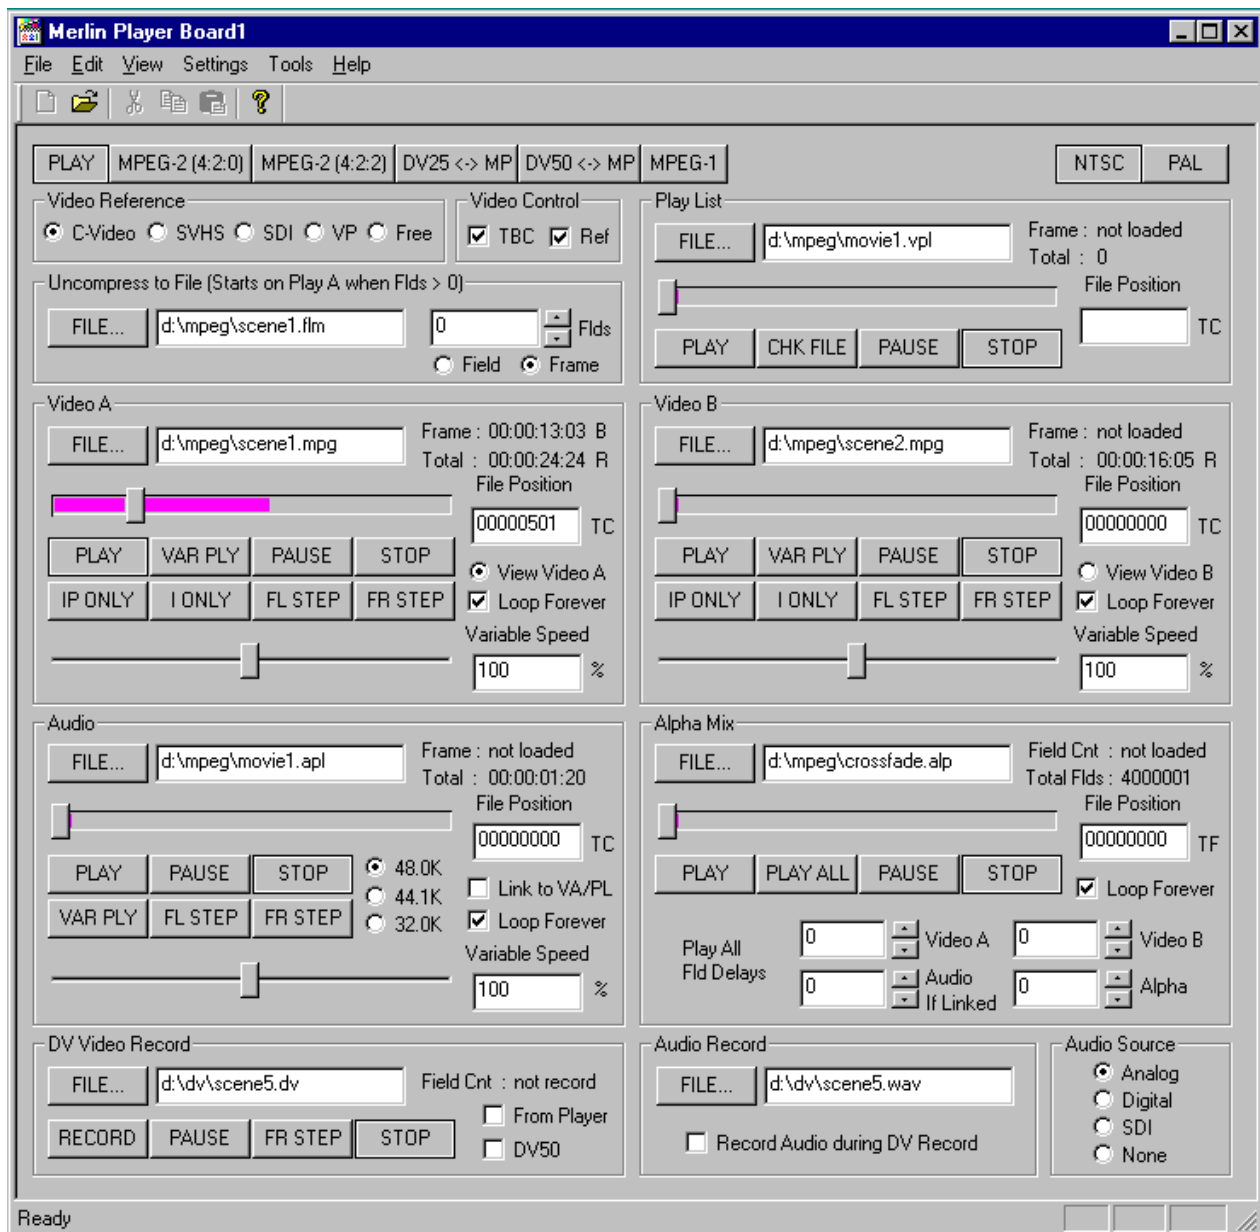 Merlin Player Board1
File Edit View Settings Tools Help
PLAY MPEG-2 (4:2:0) MPEG-2 (4:2:2) DV25 <-> MP DV50 <-> MP MPEG-1 NTSC PAL
Video Reference
C-Video SVHS SDI VP Free
Video Control
TBC Ref
Uncompress to File (Starts on Play A when Flds > 0)
FILE... d:\mpeg\scene1.flm 0 Flds
Field Frame
Play List
FILE... d:\mpeg\movie1.vpl Frame : not loaded
Total : 0
File Position
TC
PLAY CHK FILE PAUSE STOP
Video A
FILE... d:\mpeg\scene1.mpg Frame : 00:00:13:03 B
Total : 00:00:24:24 R
File Position
00000501 TC
PLAY VAR PLY PAUSE STOP
View Video A
IP ONLY I ONLY FL STEP FR STEP Loop Forever
Variable Speed
100 %
Video B
FILE... d:\mpeg\scene2.mpg Frame : not loaded
Total : 00:00:16:05 R
File Position
00000000 TC
PLAY VAR PLY PAUSE STOP
View Video B
IP ONLY I ONLY FL STEP FR STEP Loop Forever
Variable Speed
100 %
Audio
FILE... d:\mpeg\movie1.apl Frame : not loaded
Total : 00:00:01:20
File Position
00000000 TC
PLAY PAUSE STOP 48.0K
44.1K Link to VA/PL
VAR PLY FL STEP FR STEP 32.0K Loop Forever
Variable Speed
100 %
Alpha Mix
FILE... d:\mpeg\crossfade.alp Field Cnt : not loaded
Total Flds : 4000001
File Position
00000000 TF
PLAY PLAY ALL PAUSE STOP Loop Forever
Play All
Fld Delays
0 Video A 0 Video B
0 Audio
If Linked 0 Alpha
DV Video Record
FILE... d:\dv\scene5.dv Field Cnt : not record
From Player
RECORD PAUSE FR STEP STOP DV50
Audio Record
FILE... d:\dv\scene5.wav
Record Audio during DV Record
Audio Source
Analog
Digital
SDI
None
Ready